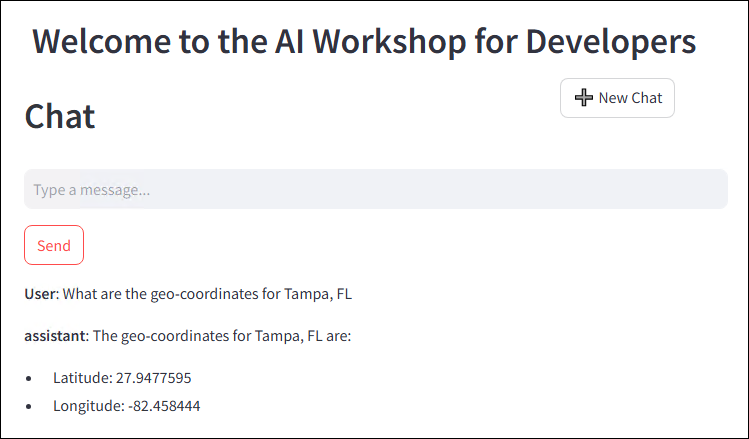 Welcome to the AI Workshop for Developers
New Chat
Chat
Type a message...
Send
User: What are the geo-coordinates for Tampa, FL
assistant: The geo-coordinates for Tampa, FL are:
• Latitude: 27.9477595
• Longitude: -82.458444